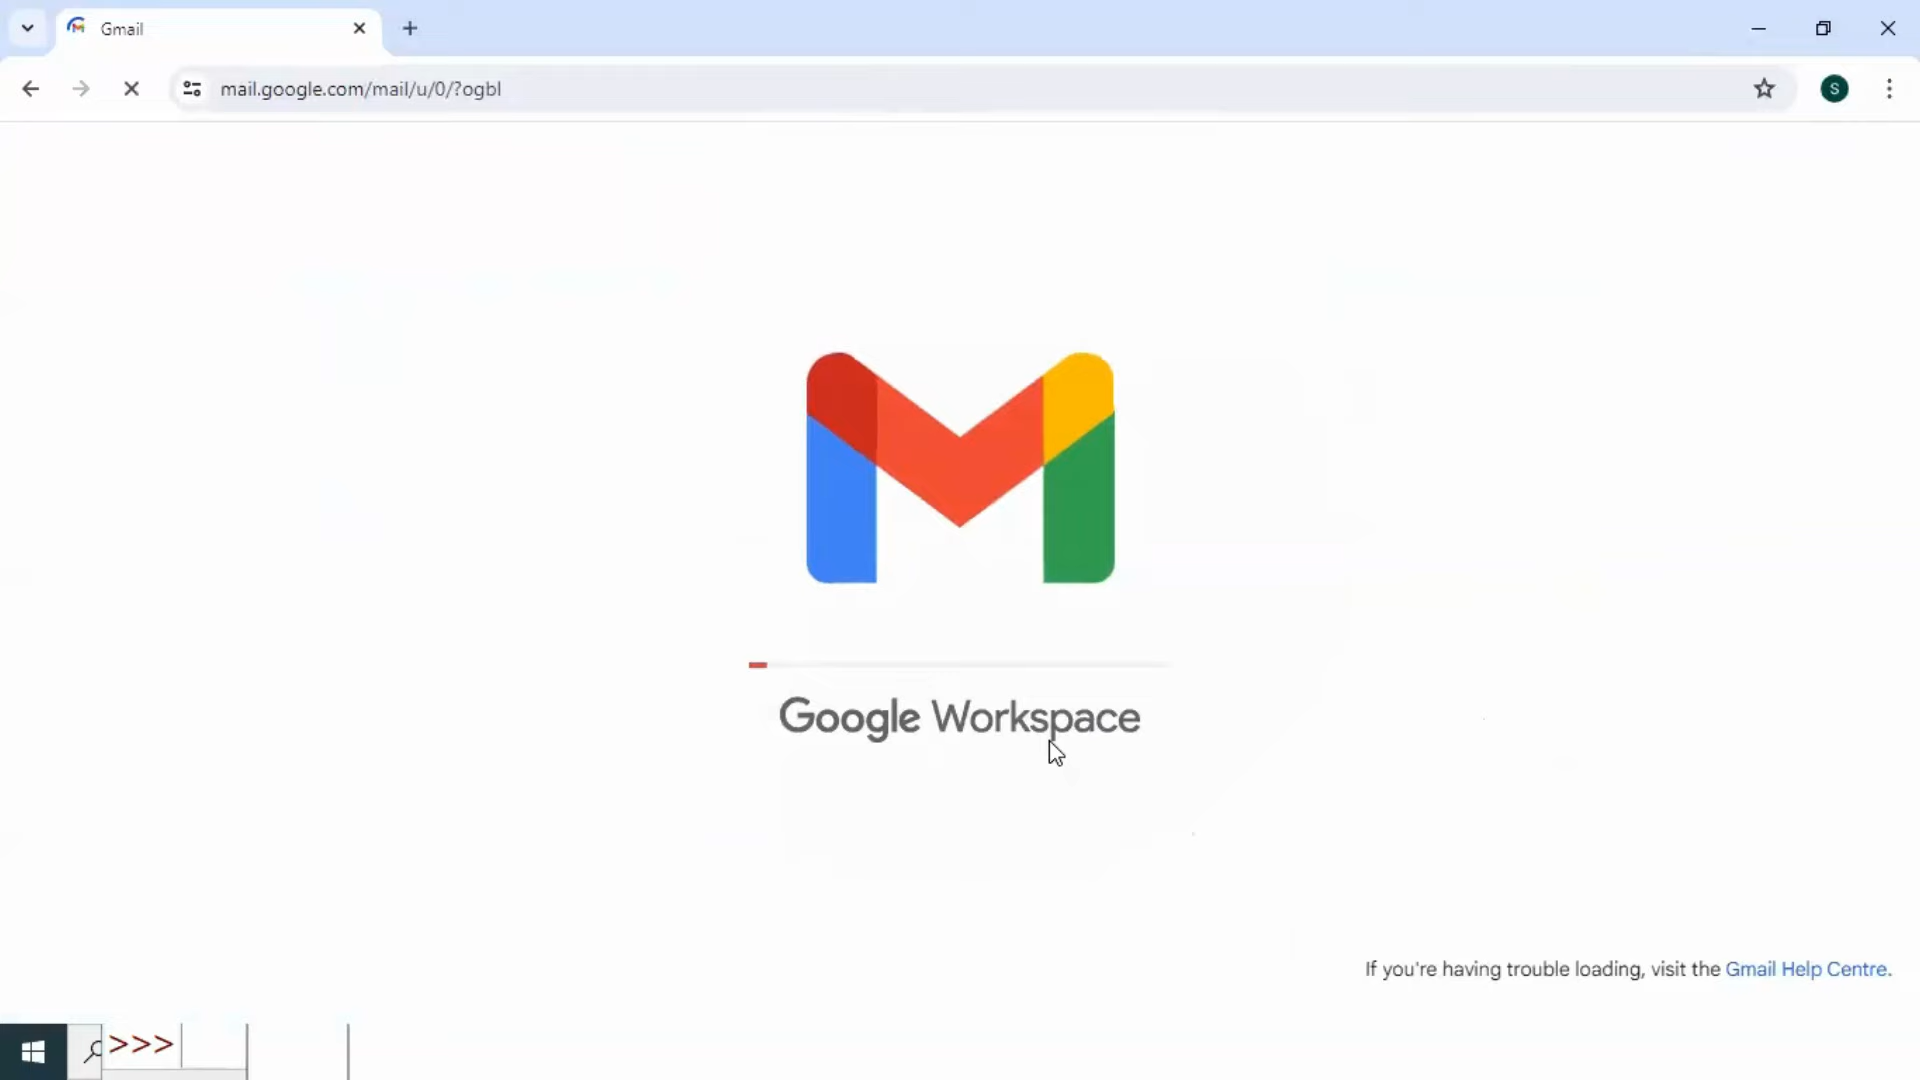 Gmail
mail.google.com/mail/u/0/?ogbl
S
Google Workspace
If you're having trouble loading, visit the Gmail Help Centre.
>>>